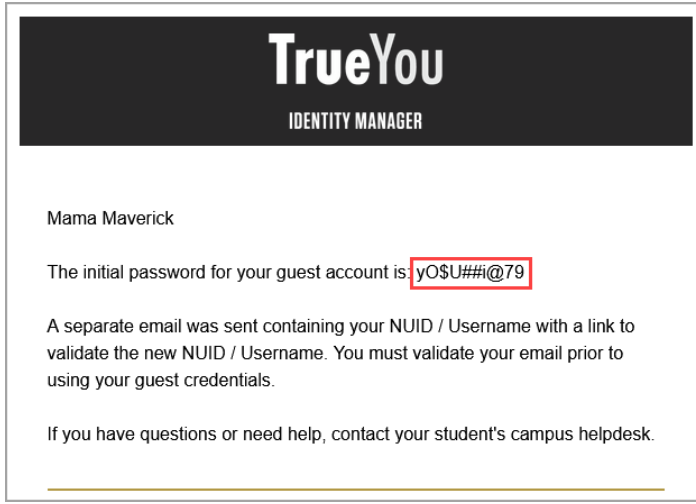 TrueYou
IDENTITY MANAGER
Mama Maverick
The initial password for your guest account is: yO$U##i@79
A separate email was sent containing your NUID / Username with a link to
validate the new NUID / Username. You must validate your email prior to
using your guest credentials.
If you have questions or need help, contact your student's campus helpdesk.